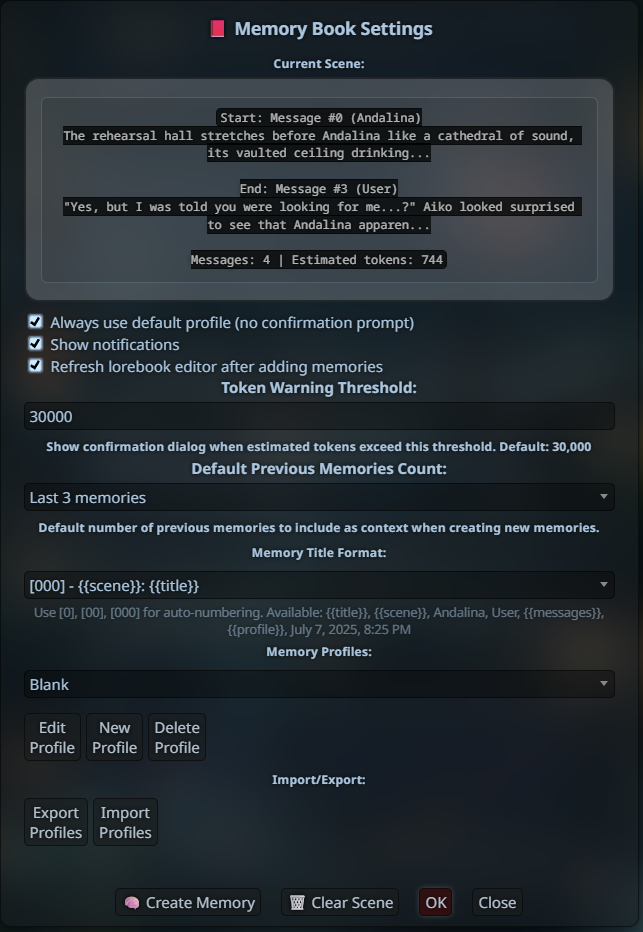 Memory Book Settings
Current Scene:
Start: Message #0 (Andalina)
The rehearsal hall stretches before Andalina like a cathedral of sound,
its vaulted ceiling drinking...
End: Message #3 (User)
"Yes, but I was told you were looking for me...?" Aiko looked surprised
to see that Andalina apparen...
Messages: 4 | Estimated tokens: 744
Always use default profile (no confirmation prompt)
Show notifications
Refresh lorebook editor after adding memories
Token Warning Threshold:
30000
Show confirmation dialog when estimated tokens exceed this threshold. Default: 30,000
Default Previous Memories Count:
Last 3 memories
Default number of previous memories to include as context when creating new memories.
Memory Title Format:
[000] - {{scene}}: {{title}}
Use [0], [00], [000] for auto-numbering. Available: {{title}}, {{scene}}, Andalina, User, {{messages}},
{{profile}}, July 7, 2025, 8:25 PM
Memory Profiles:
Blank
Edit Profile
New Profile
Delete Profile
Import/Export:
Export Profiles
Import Profiles
Create Memory
Clear Scene
OK
Close